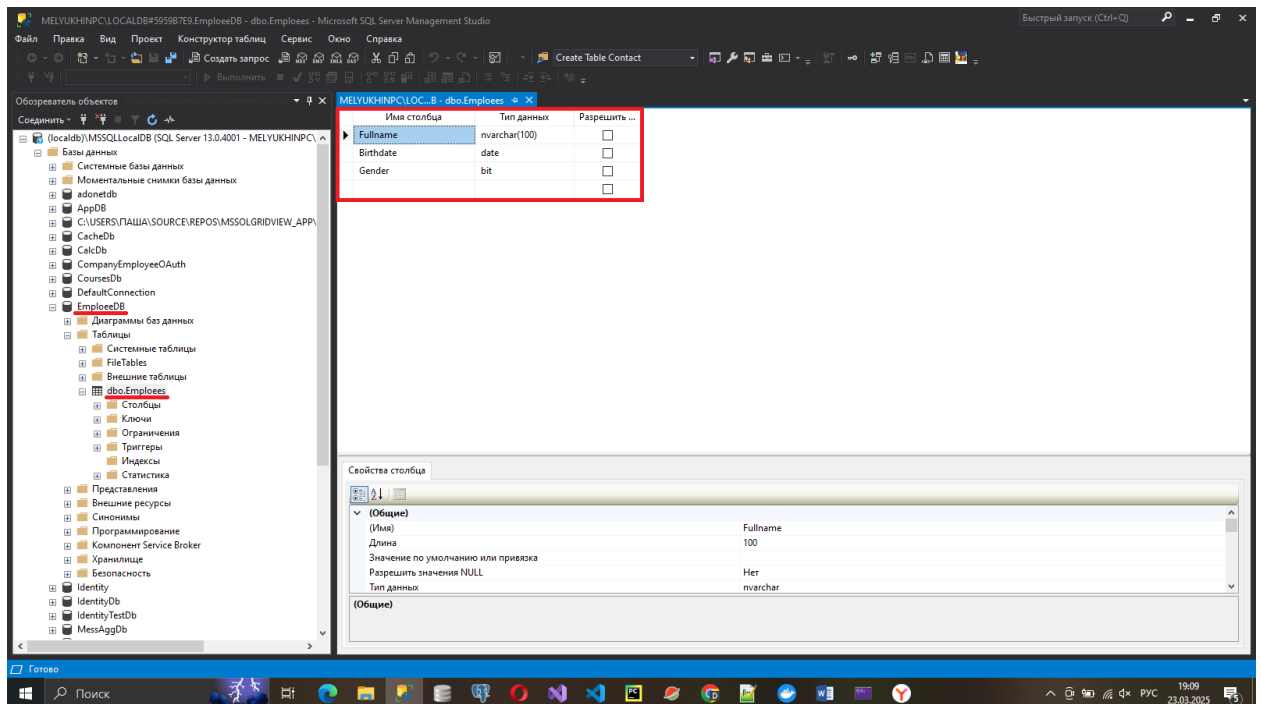 MELYUKHINPC\LOCALDB#5959B7E9.EmploeeDB - dbo.Emploees - Microsoft SQL Server Management Studio
Быстрый запуск (Ctrl+Q)
Файл Правка Вид Проект Конструктор таблиц Сервис Окно Справка
Создать запрос
Create Table Contact
Выполнить
Обозреватель объектов
Соединить
(localdb)\MSSQLLocalDB (SQL Server 13.0.4001 - MELYUKHINPC\
Базы данных
Системные базы данных
Моментальные снимки базы данных
adonetdb
AppDB
C:\USERS\ПАША\SOURCE\REPOS\MSSOLGRIDVIEW_APP\
CacheDb
CalcDb
CompanyEmployeeOAuth
CoursesDb
DefaultConnection
EmploeeDB
Диаграммы баз данных
Таблицы
Системные таблицы
FileTables
Внешние таблицы
dbo.Emploees
Столбцы
Ключи
Ограничения
Триггеры
Индексы
Статистика
Представления
Внешние ресурсы
Синонимы
Программирование
Компонент Service Broker
Хранилище
Безопасность
Identity
IdentityDb
IdentityTestDb
MessAggDb
MELYUKHINPC\LOC...B - dbo.Emploees
Имя столбца Тип данных Разрешить ...
Fullname nvarchar(100)
Birthdate date
Gender bit
Свойства столбца
(Общие)
(Имя) Fullname
Длина 100
Значение по умолчанию или привязка
Разрешить значения NULL Нет
Тип данных nvarchar
(Общие)
Готово
Поиск
РУС
19:09
23.03.2025